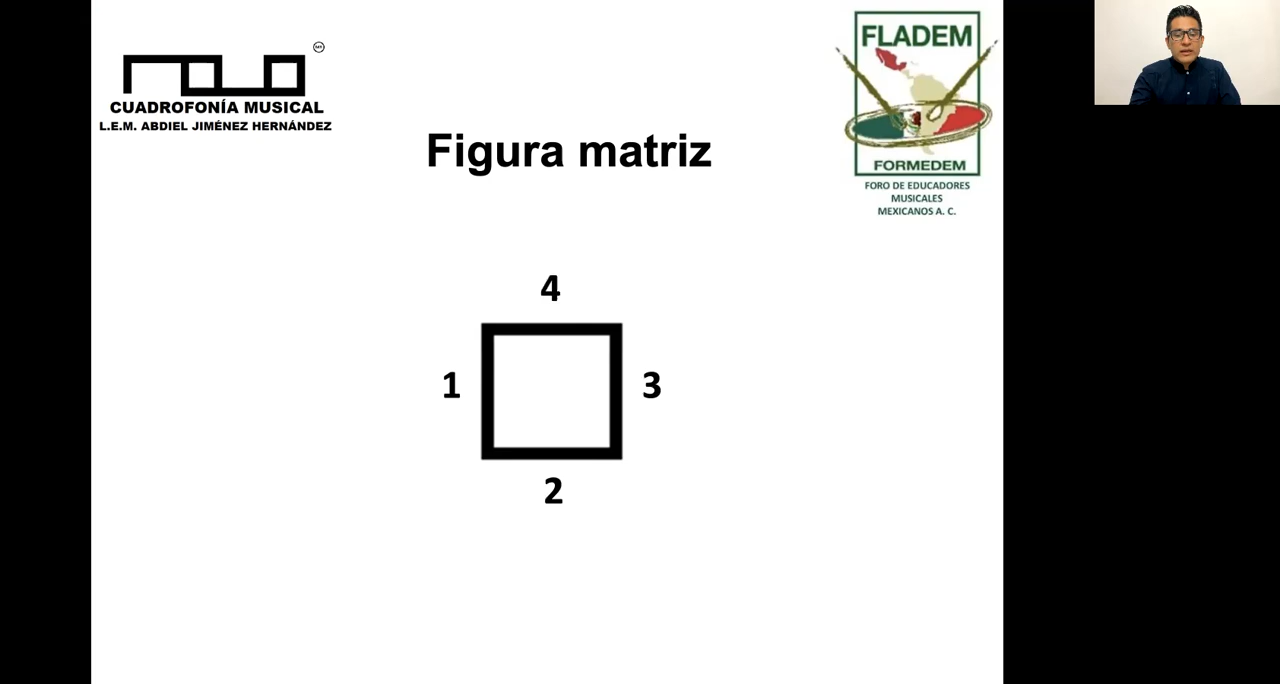 CUADROFONÍA MUSICAL
L.E.M. ABDIEL JIMÉNEZ HERNÁNDEZ
FLADEM
FORMEDEM
FORO DE EDUCADORES
MUSICALES
MEXICANOS A. C.
Figura matriz
4
1
3
2